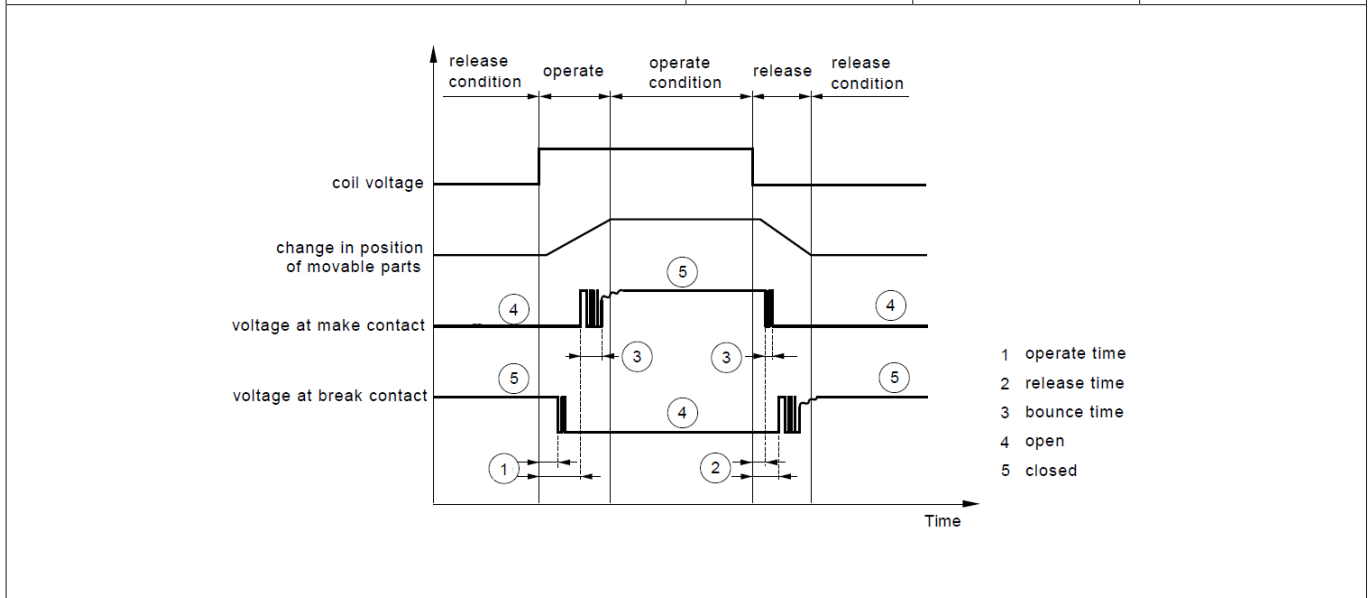 release
condition
operate
operate
condition
release
release
condition
coil voltage
change in position
of movable parts
5
4
4
voltage at make contact
3
3
1 operate time
5
5
2 release time
voltage at break contact
3 bounce time
4
4 open
1
2
5 closed
Time